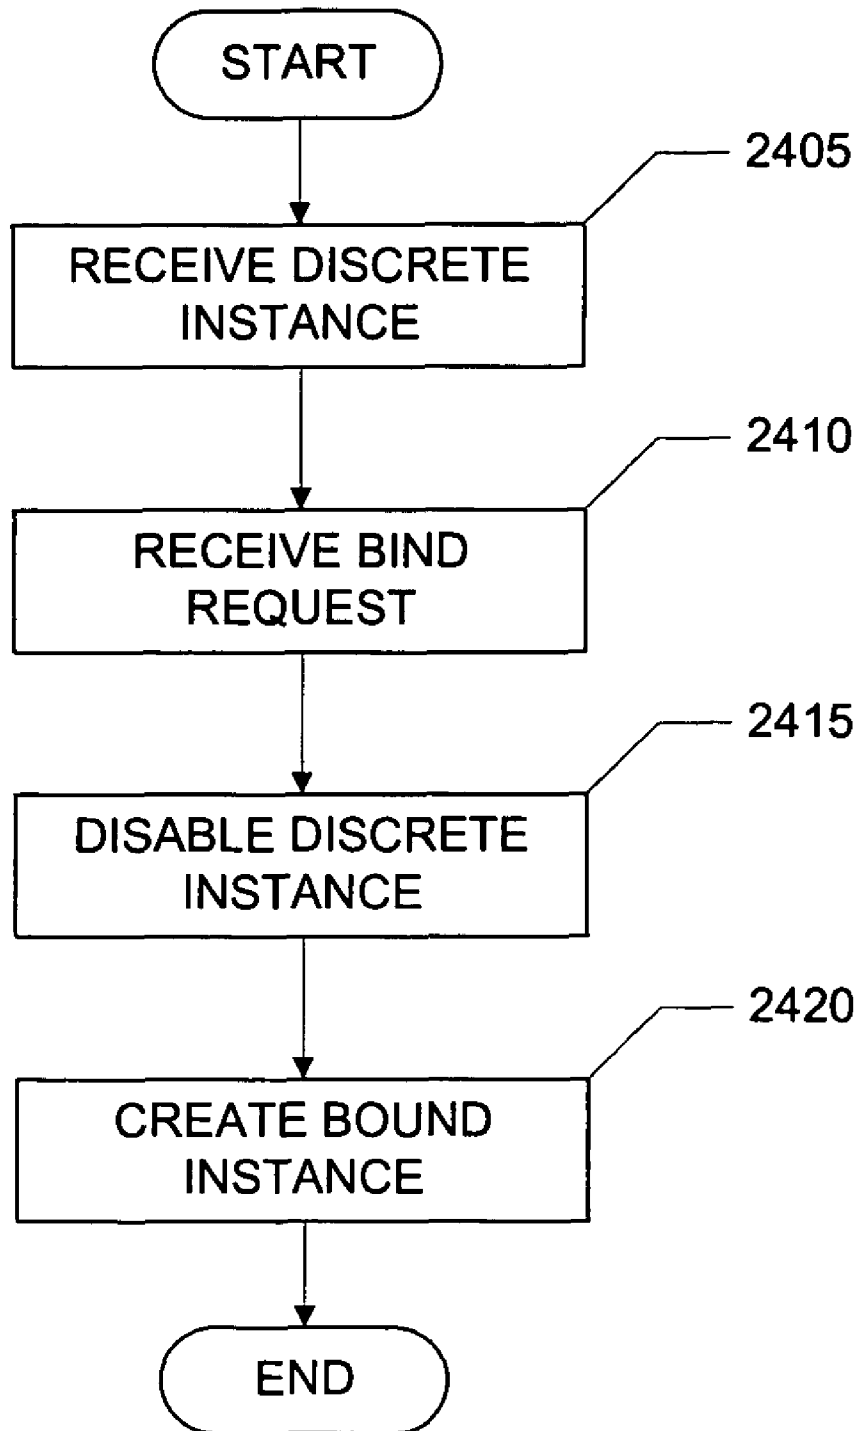 START
2405
RECEIVE DISCRETE
INSTANCE
2410
RECEIVE BIND
REQUEST
2415
DISABLE DISCRETE
INSTANCE
2420
CREATE BOUND
INSTANCE
END